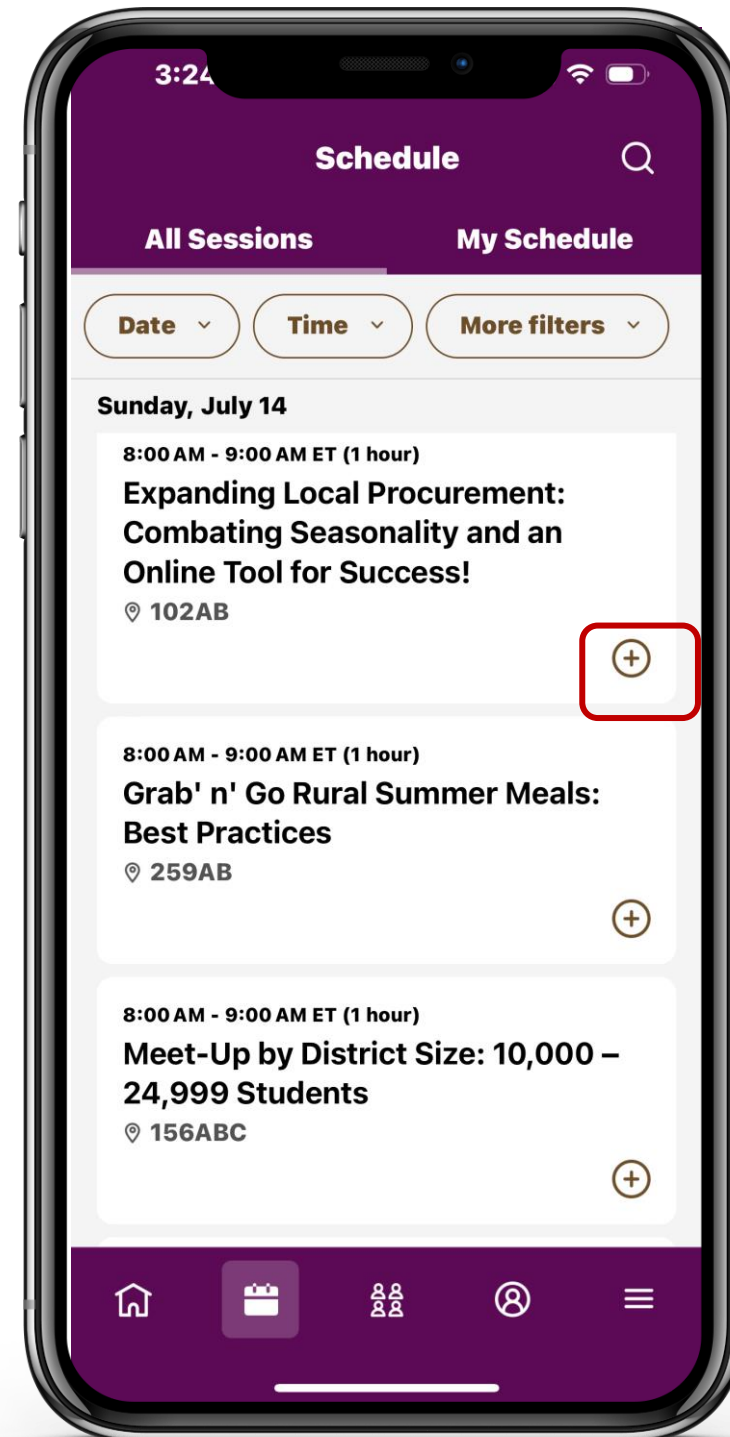 3:24
Schedule
All Sessions My Schedule
Date Time More filters
Sunday, July 14
8:00 AM - 9:00 AM ET (1 hour)
Expanding Local Procurement:
Combating Seasonality and an
Online Tool for Success!
102AB
8:00 AM - 9:00 AM ET (1 hour)
Grab' n' Go Rural Summer Meals:
Best Practices
259AB
8:00 AM - 9:00 AM ET (1 hour)
Meet-Up by District Size: 10,000 –
24,999 Students
156ABC